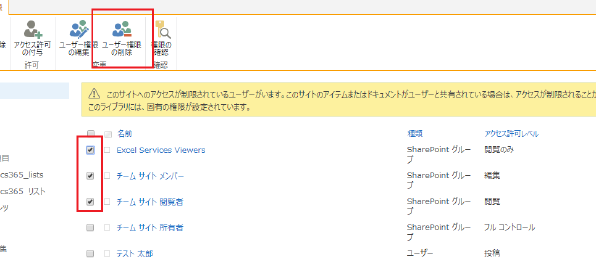 限
除
アクセス許可
の付与
ユーザー権限
の編集
ユーザー権限
の削除
権限の
確認
許可
変更
確認
このサイトへのアクセスが制限されているユーザーがいます。このサイトのアイテムまたはドキュメントがユーザーと共有されている場合は、アクセスが制限されることが
このライブラリには、固有の権限が設定されています。
名前
種類
アクセス許可レベル
Excel Services Viewers
SharePoint グルー
プ
閲覧のみ
項目
cs365_lists
チーム サイト メンバー
SharePoint グルー
プ
編集
cs365 リスト
ンツ
チーム サイト 閲覧者
SharePoint グルー
プ
閲覧
チーム サイト 所有者
SharePoint グルー
プ
フル コントロール
集
テスト 太郎
ユーザー
投稿